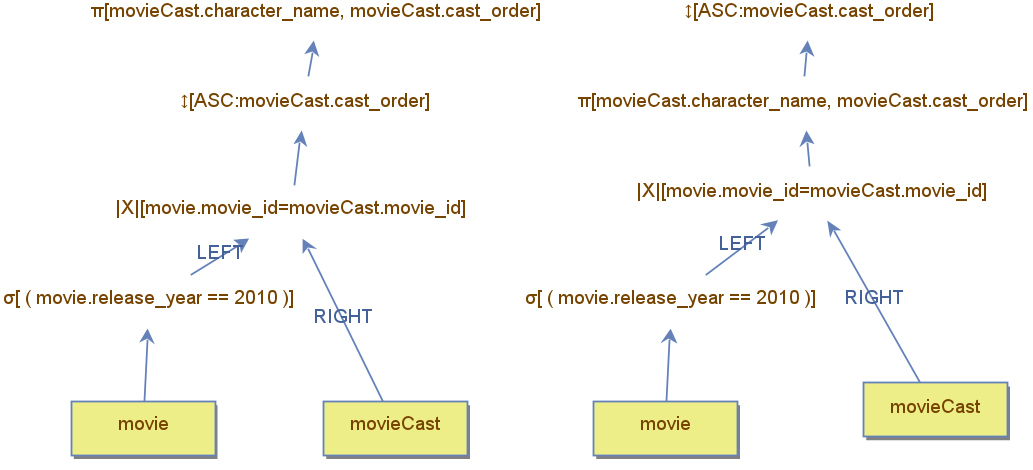 π[movieCast.character_name, movieCast.cast_order]
↕[ASC:movieCast.cast_order]
|X|[movie.movie_id=movieCast.movie_id]
LEFT
σ[ ( movie.release_year == 2010 )]
RIGHT
movie
movieCast
↕[ASC:movieCast.cast_order]
π[movieCast.character_name, movieCast.cast_order]
|X|[movie.movie_id=movieCast.movie_id]
LEFT
σ[ ( movie.release_year == 2010 )]
RIGHT
movie
movieCast